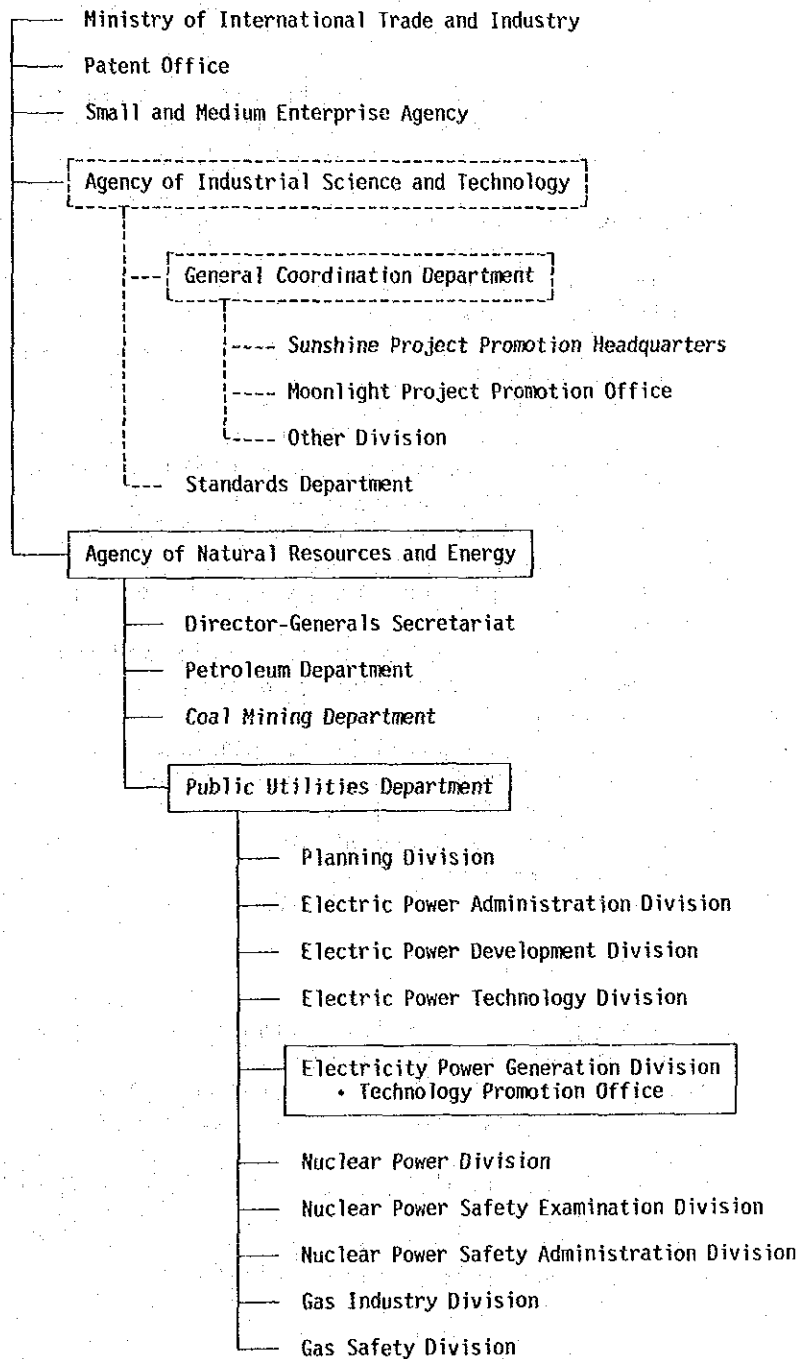 Ministry of International Trade and Industry
Patent Office
Small and Medium Enterprise Agency
Agency of Industrial Science and Technology
General Coordination Department
Sunshine Project Promotion Headquarters
Moonlight Project Promotion Office
Other Division
Standards Department
Agency of Natural Resources and Energy
Director-Generals Secretariat
Petroleum Department
Coal Mining Department
Public Utilities Department
Planning Division
Electric Power Administration Division
Electric Power Development Division
Electric Power Technology Division
Electricity Power Generation Division
• Technology Promotion Office
Nuclear Power Division
Nuclear Power Safety Examination Division
Nuclear Power Safety Administration Division
Gas Industry Division
Gas Safety Division